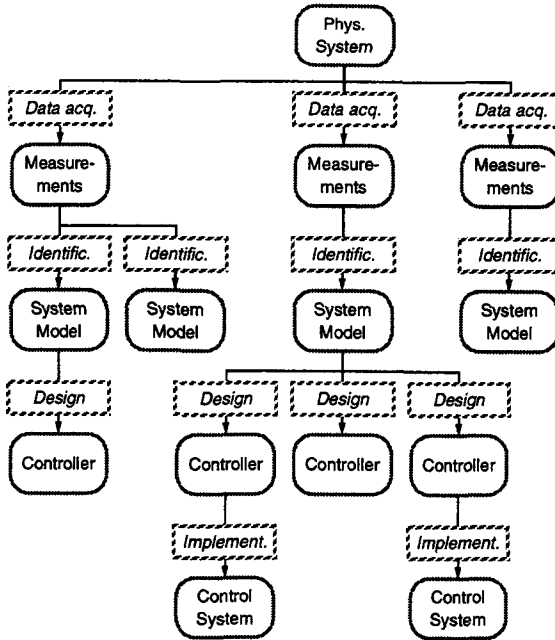 Phys.
System
Data acq.
Data acq.
Data acq.
Measure-
ments
Measure-
ments
Measure-
ments
Identific.
Identific.
Identific.
Identific.
System
Model
System
Model
System
Model
System
Model
Design
Design
Design
Design
Controller
Controller
Controller
Controller
Implement.
Implement.
Control
System
Control
System